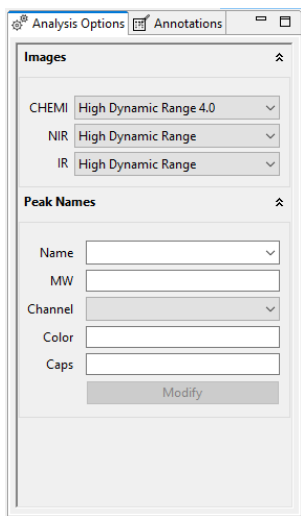 Analysis Options Annotations
Images
CHEMI High Dynamic Range 4.0
NIR High Dynamic Range
IR High Dynamic Range
Peak Names
Name
MW
Channel
Color
Caps
Modify